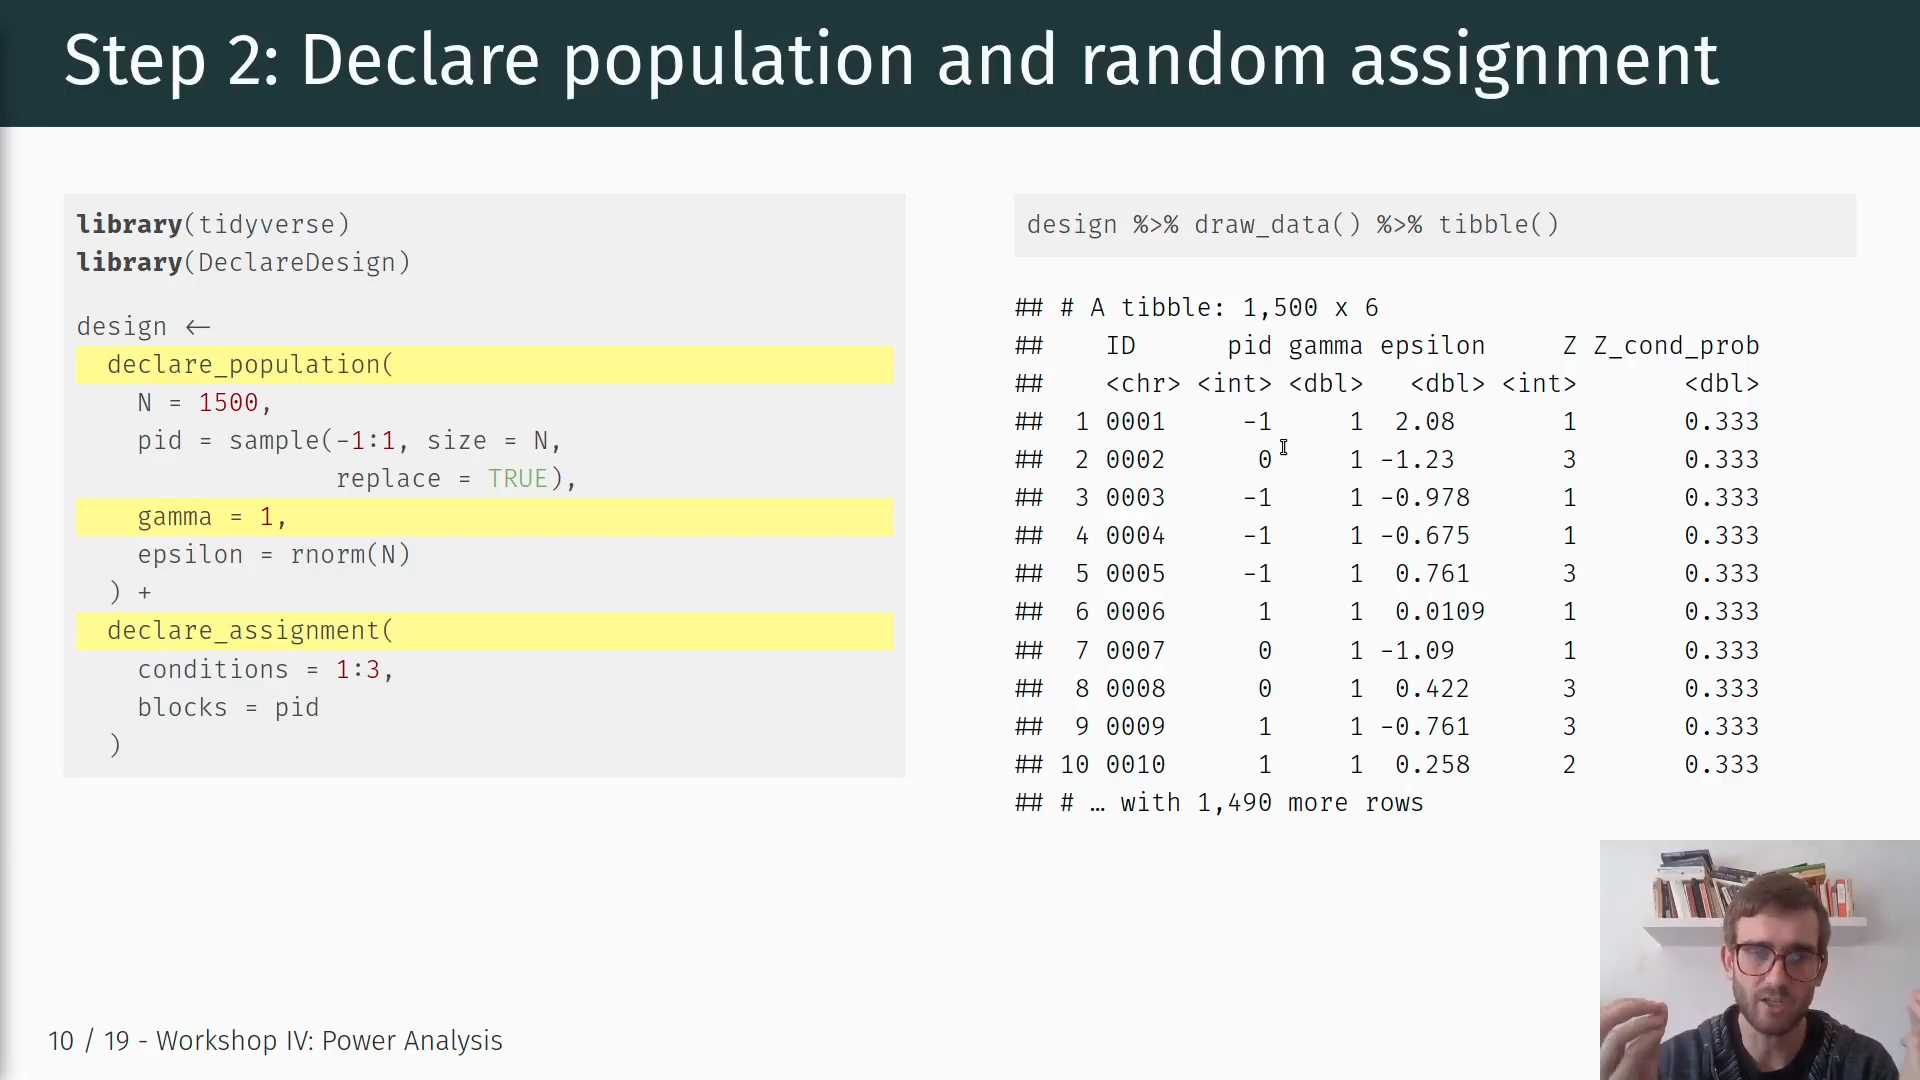 Step 2: Declare population and random assignment
library(tidyverse)
library(DeclareDesign)
design ←
declare_population(
N = 1500,
pid = sample(-1:1, size = N,
replace = TRUE),
gamma = 1,
epsilon = rnorm(N)
) +
declare_assignment(
conditions = 1:3,
blocks = pid
)
design %>% draw_data() %>% tibble()
## # A tibble: 1,500 x 6
## ID pid gamma epsilon Z Z_cond_prob
## <chr> <int> <dbl> <dbl> <int> <dbl>
## 1 0001 -1 1 2.08 1 0.333
## 2 0002 0 1 -1.23 3 0.333
## 3 0003 -1 1 -0.978 1 0.333
## 4 0004 -1 1 -0.675 1 0.333
## 5 0005 -1 1 0.761 3 0.333
## 6 0006 1 1 0.0109 1 0.333
## 7 0007 0 1 -1.09 1 0.333
## 8 0008 0 1 0.422 3 0.333
## 9 0009 1 1 -0.761 3 0.333
## 10 0010 1 1 0.258 2 0.333
## # … with 1,490 more rows
10 / 19 - Workshop IV: Power Analysis